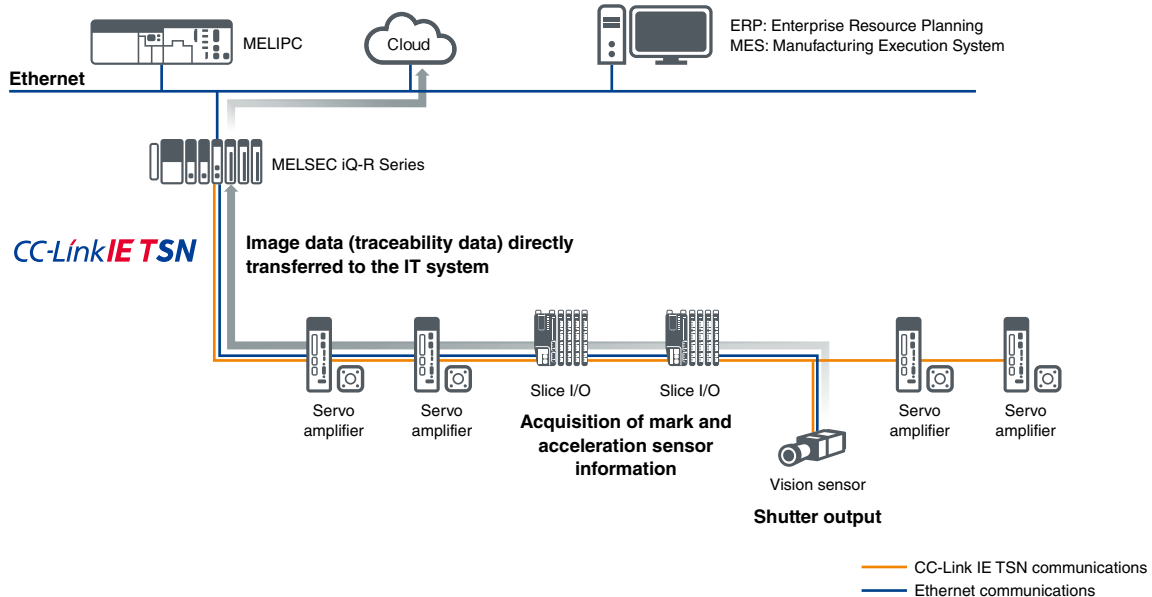 MELIPC
Cloud
ERP: Enterprise Resource Planning
MES: Manufacturing Execution System
Ethernet
MELSEC iQ-R Series
CC-Link IE TSN
Image data (traceability data) directly
transferred to the IT system
Servo
amplifier
Servo
amplifier
Slice I/O
Slice I/O
Acquisition of mark and
acceleration sensor
information
Servo
amplifier
Servo
amplifier
Vision sensor
Shutter output
CC-Link IE TSN communications
Ethernet communications